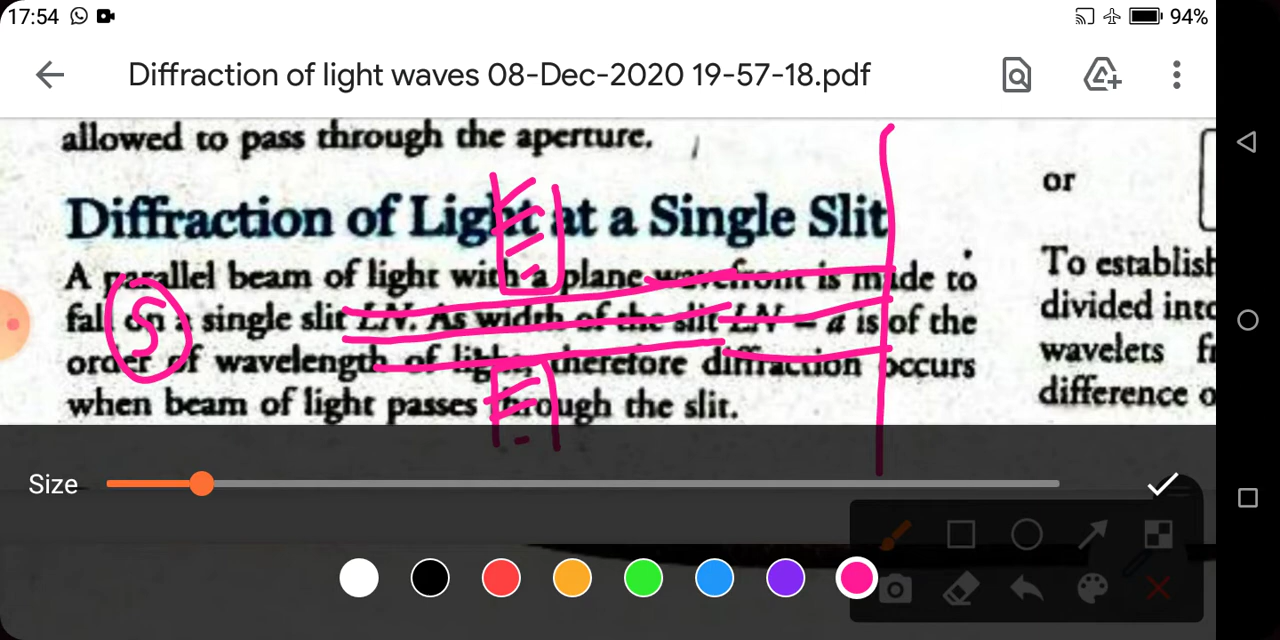 17:54
94%
Diffraction of light waves 08-Dec-2020 19-57-18.pdf
allowed to pass through the aperture.
Diffraction of Light at a Single Slit
A parallel beam of light with a plane wavefront is made to
fall on a single slit LN. As width of the slit LN = a is of the
order of wavelength of light, therefore diffraction occurs
when beam of light passes through the slit.
S
or
To establish
divided into
wavelets
difference
Size